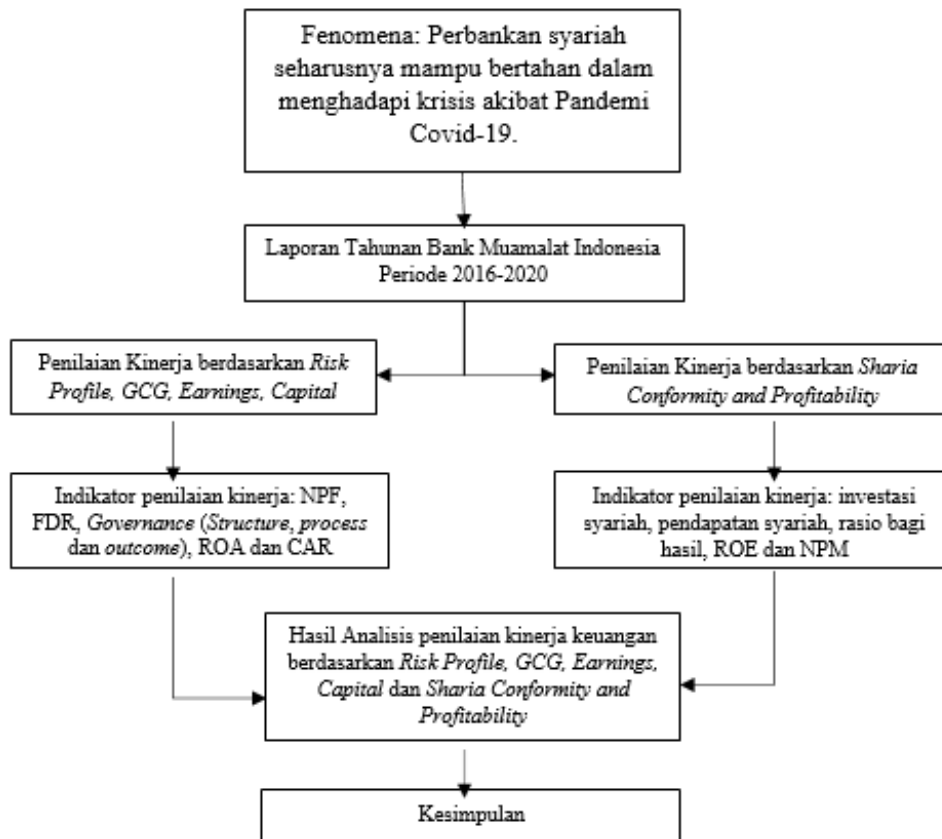 Fenomena: Perbankan syariah
seharusnya mampu bertahan dalam
menghadapi krisis akibat Pandemi
Covid-19.
Laporan Tahunan Bank Muamalat Indonesia
Periode 2016-2020
Penilaian Kinerja berdasarkan Risk
Profile, GCG, Earnings, Capital
Penilaian Kinerja berdasarkan Sharia
Conformity and Profitability
Indikator penilaian kinerja: NPF,
FDR, Governance (Structure, process
dan outcome), ROA dan CAR
Indikator penilaian kinerja: investasi
syariah, pendapatan syariah, rasio bagi
hasil, ROE dan NPM
Hasil Analisis penilaian kinerja keuangan
berdasarkan Risk Profile, GCG, Earnings,
Capital dan Sharia Conformity and
Profitability
Kesimpulan